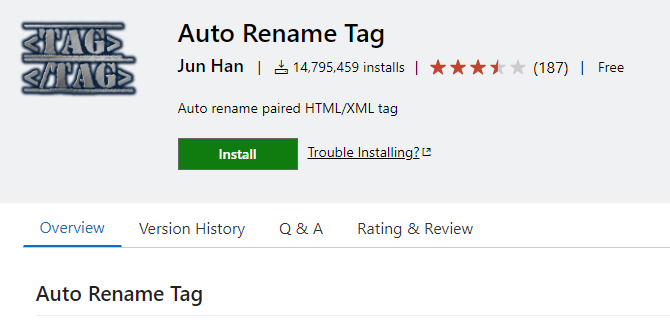 <TAG>
</TAG>
Auto Rename Tag
Jun Han | 14,795,459 installs | (187) | Free
Auto rename paired HTML/XML tag
Install Trouble Installing?
Overview Version History Q & A Rating & Review
Auto Rename Tag